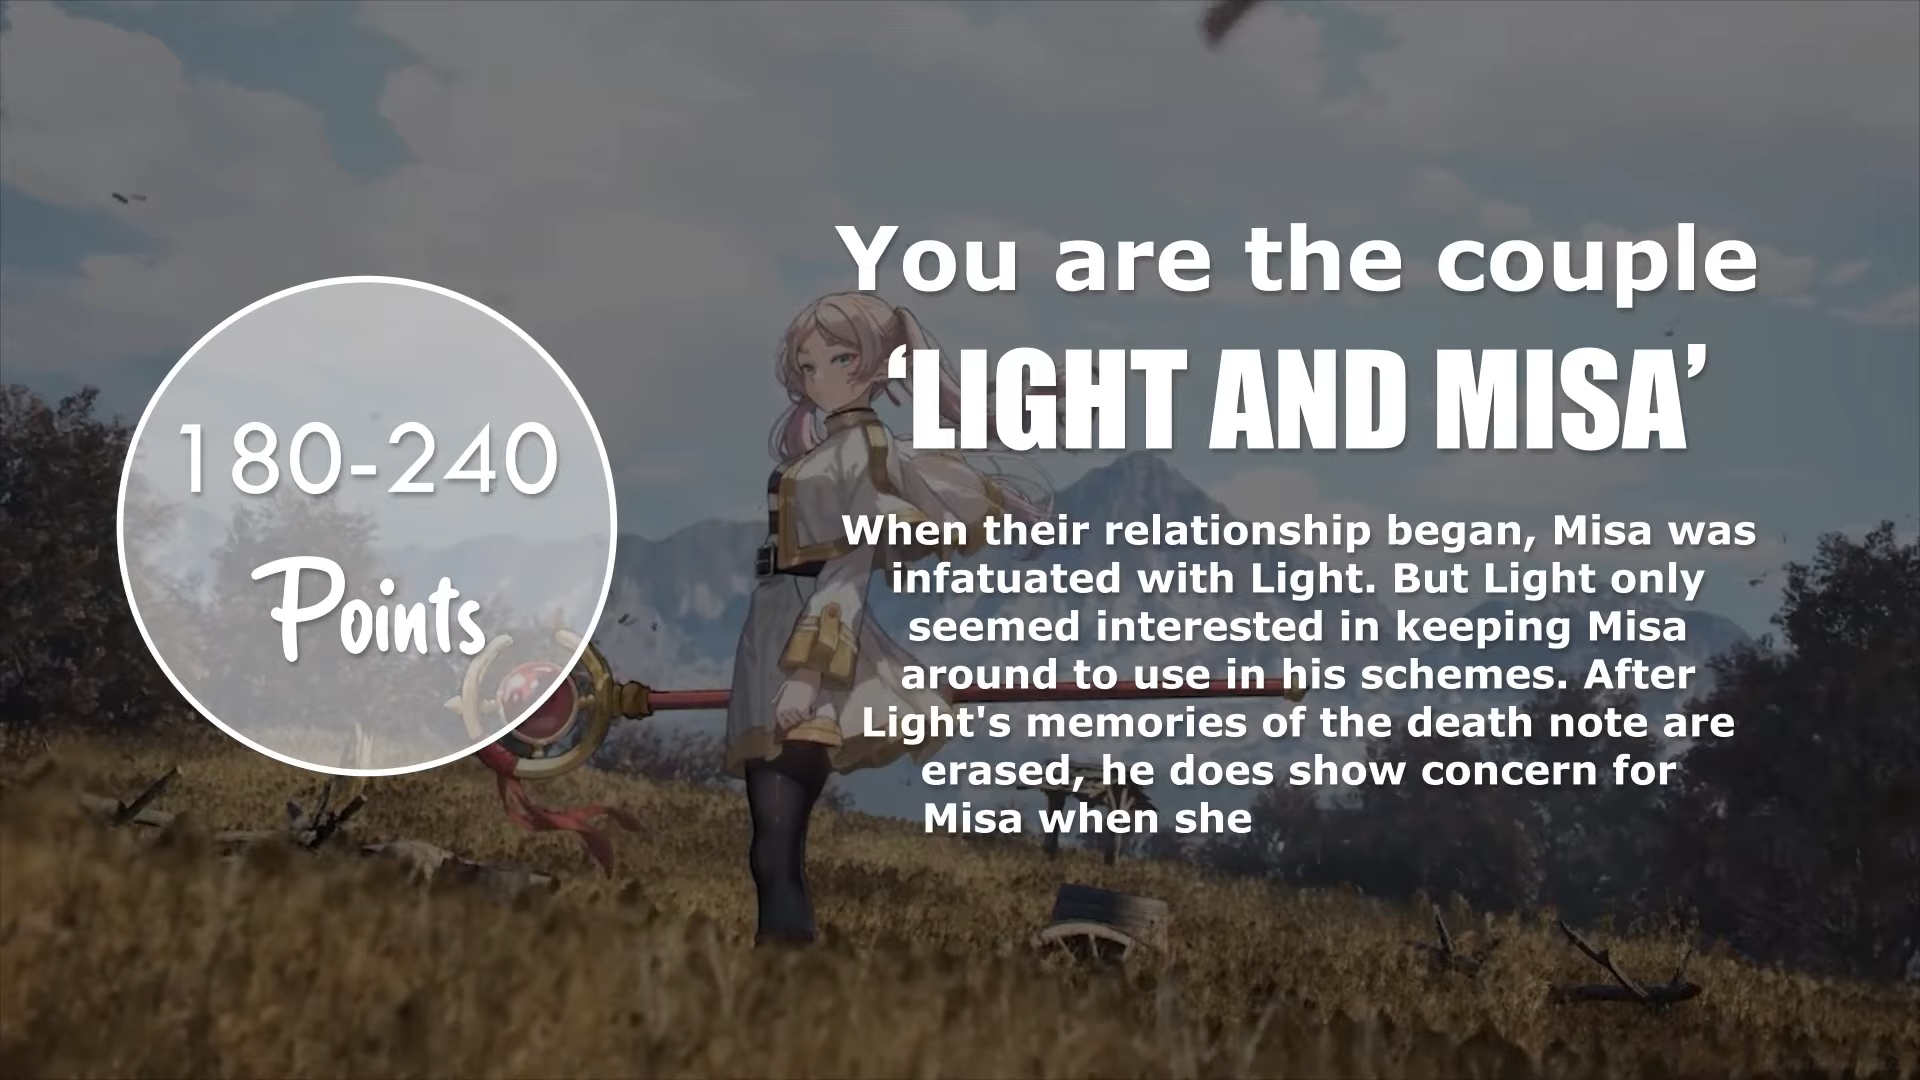 180-240
Points
You are the couple
‘LIGHT AND MISA’
When their relationship began, Misa was
infatuated with Light. But Light only
seemed interested in keeping Misa
around to use in his schemes. After
Light's memories of the death note are
erased, he does show concern for
Misa when she